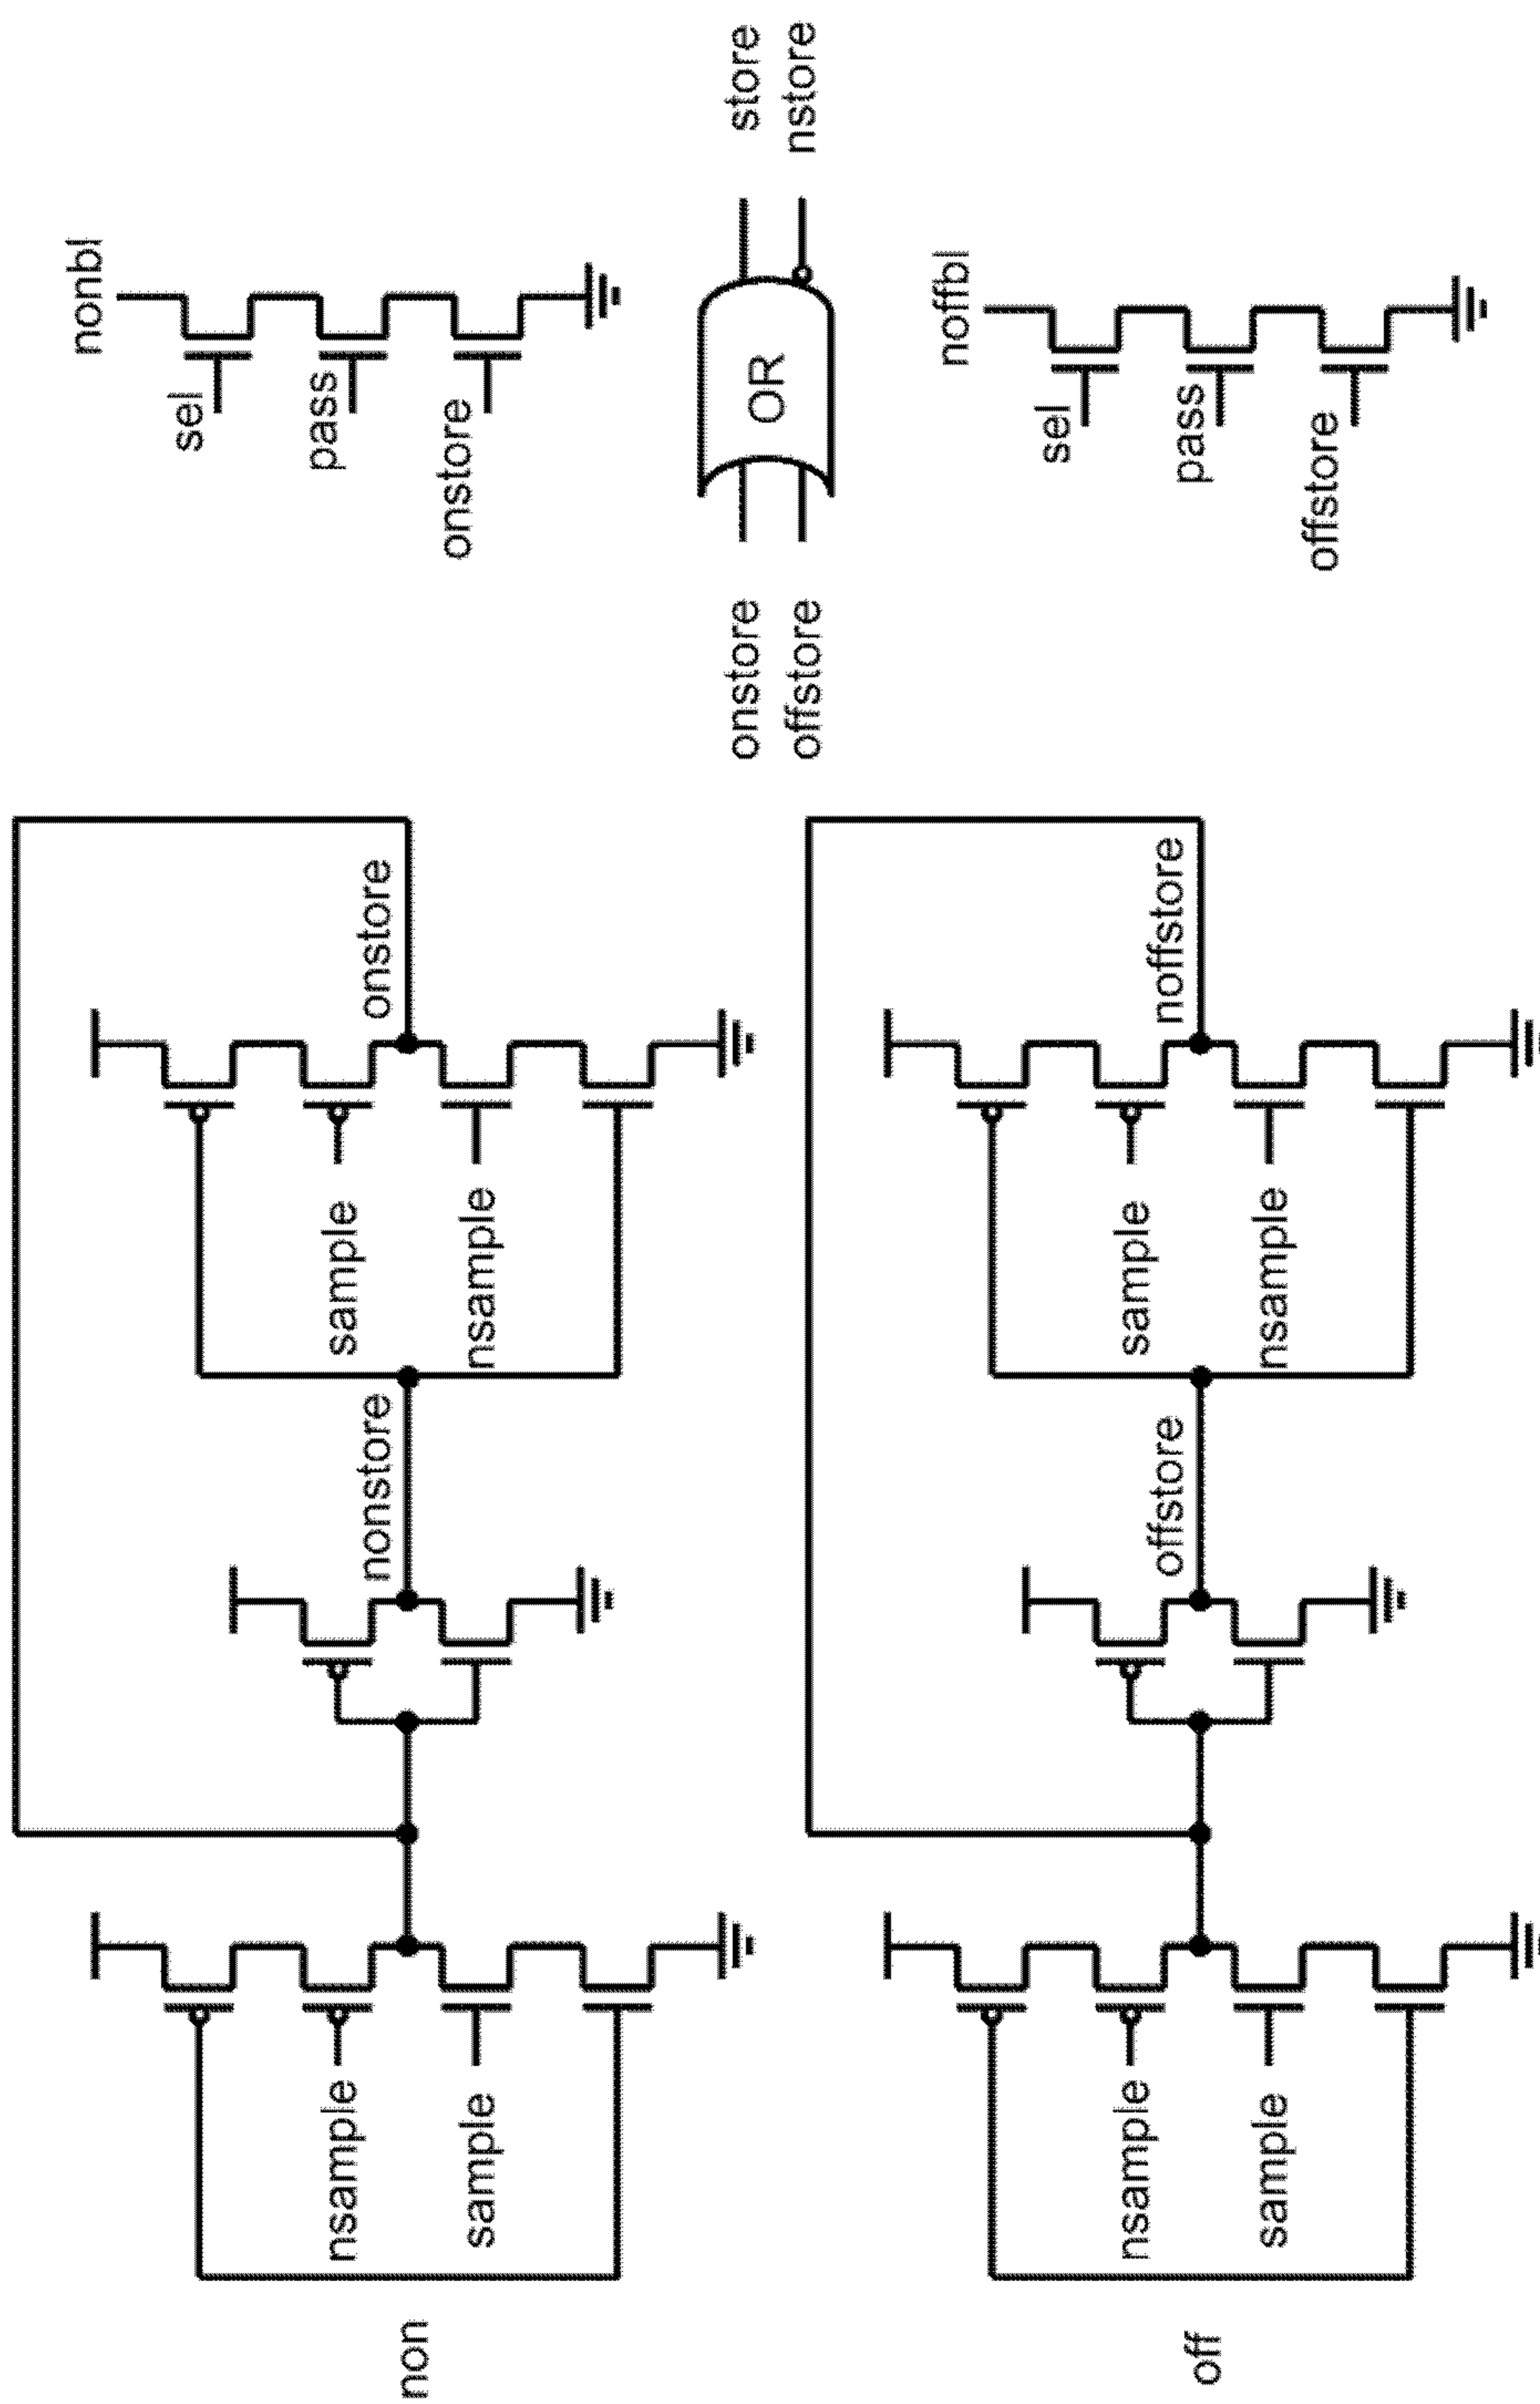 non
nsample
sample
nonstore
sample
nsample
onstore
off
nsample
sample
offstore
sample
nsample
noffstore
nonbl
sel
pass
onstore
onstore
offstore
OR
store
nstore
noffbl
sel
pass
offstore